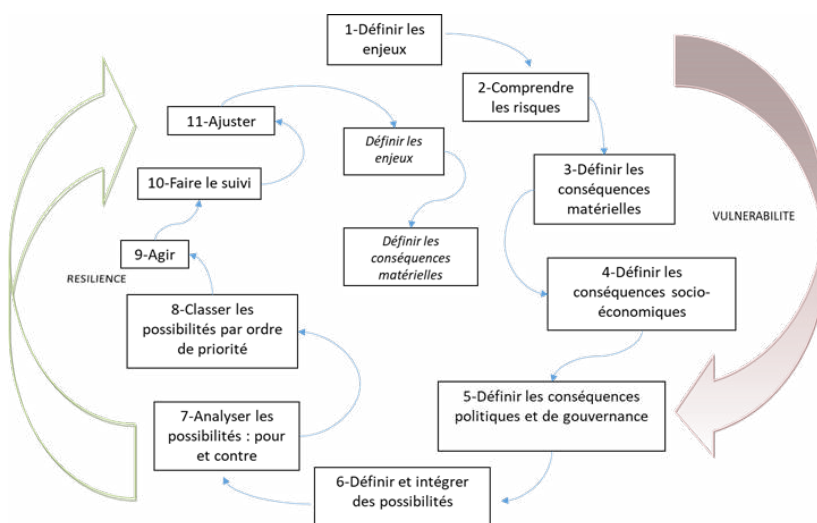 1-Définir les
enjeux
2-Comprendre
les risques
3-Définir les
conséquences
matérielles
VULNERABILITE
4-Définir les
conséquences socio-
économiques
5-Définir les conséquences
politiques et de gouvernance
6-Définir et intégrer
des possibilités
7-Analyser les
possibilités : pour
et contre
8-Classer les
possibilités par ordre
de priorité
RESILIENCE
9-Agir
10-Faire le suivi
11-Ajuster
Définir les
enjeux
Définir les
conséquences
matérielles